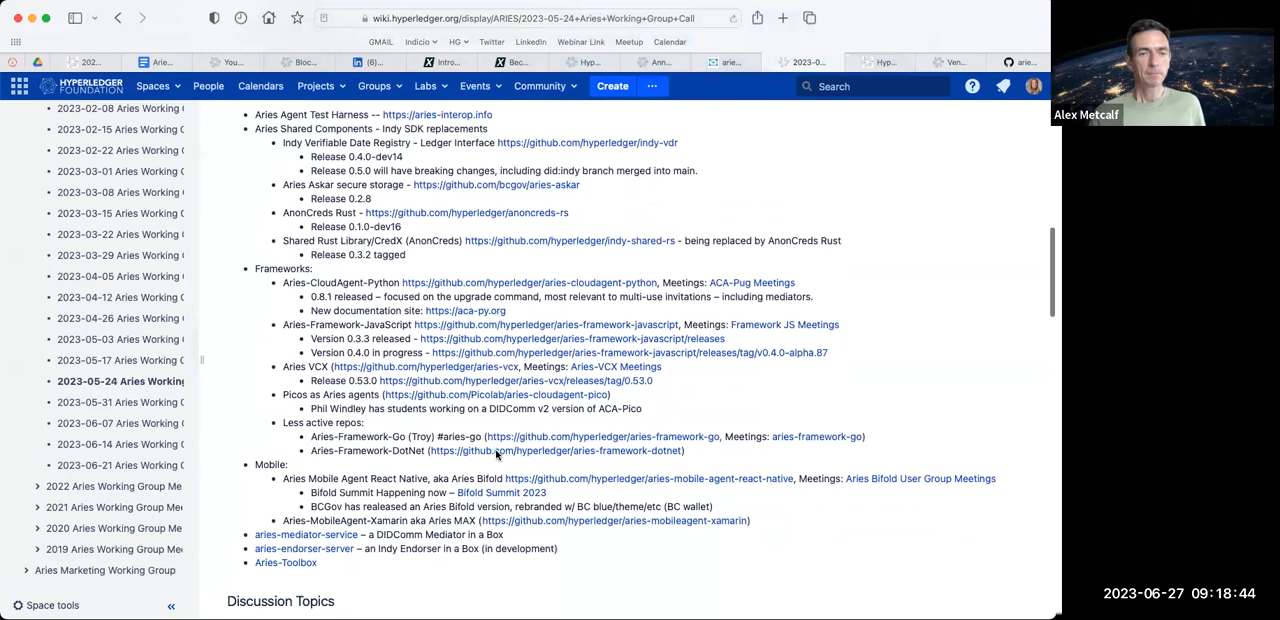 wiki.hyperledger.org/display/ARIES/2023-05-24+Aries+Working+Group+Call
GMAIL Indicio HG Twitter LinkedIn Webinar Link Meetup Calendar
202... Arie... You... Bloc... (6)... Intro... Bec... Hyp... Ann... arie... 2023-0... Hyp... Ven... arie
HYPERLEDGER FOUNDATION Spaces People Calendars Projects Groups Labs Events Community Create ... Search
Alex Metcalf
2023-02-08 Aries Working G
2023-02-15 Aries Working G
2023-02-22 Aries Working G
2023-03-01 Aries Working G
2023-03-08 Aries Working G
2023-03-15 Aries Working G
2023-03-22 Aries Working G
2023-03-29 Aries Working G
2023-04-05 Aries Working G
2023-04-12 Aries Working G
2023-04-26 Aries Working G
2023-05-03 Aries Working G
2023-05-17 Aries Working G
2023-05-24 Aries Working
2023-05-31 Aries Working G
2023-06-07 Aries Working G
2023-06-14 Aries Working G
2023-06-21 Aries Working G
2022 Aries Working Group Me
2021 Aries Working Group Mee
2020 Aries Working Group Me
2019 Aries Working Group Mee
Aries Marketing Working Group
Space tools
Aries Agent Test Harness -- https://aries-interop.info
Aries Shared Components - Indy SDK replacements
Indy Verifiable Date Registry - Ledger Interface https://github.com/hyperledger/indy-vdr
Release 0.4.0-dev14
Release 0.5.0 will have breaking changes, including did:indy branch merged into main.
Aries Askar secure storage - https://github.com/bcgov/aries-askar
Release 0.2.8
AnonCreds Rust - https://github.com/hyperledger/anoncreds-rs
Release 0.1.0-dev16
Shared Rust Library/CredX (AnonCreds) https://github.com/hyperledger/indy-shared-rs - being replaced by AnonCreds Rust
Release 0.3.2 tagged
Frameworks:
Aries-CloudAgent-Python https://github.com/hyperledger/aries-cloudagent-python, Meetings: ACA-Pug Meetings
0.8.1 released – focused on the upgrade command, most relevant to multi-use invitations – including mediators.
New documentation site: https://aca-py.org
Aries-Framework-JavaScript https://github.com/hyperledger/aries-framework-javascript, Meetings: Framework JS Meetings
Version 0.3.3 released - https://github.com/hyperledger/aries-framework-javascript/releases
Version 0.4.0 in progress - https://github.com/hyperledger/aries-framework-javascript/releases/tag/v0.4.0-alpha.87
Aries VCX (https://github.com/hyperledger/aries-vcx, Meetings: Aries-VCX Meetings
Release 0.53.0 https://github.com/hyperledger/aries-vcx/releases/tag/0.53.0
Picos as Aries agents (https://github.com/Picolab/aries-cloudagent-pico)
Phil Windley has students working on a DIDComm v2 version of ACA-Pico
Less active repos:
Aries-Framework-Go (Troy) #aries-go (https://github.com/hyperledger/aries-framework-go, Meetings: aries-framework-go)
Aries-Framework-DotNet (https://github.com/hyperledger/aries-framework-dotnet)
Mobile:
Aries Mobile Agent React Native, aka Aries Bifold https://github.com/hyperledger/aries-mobile-agent-react-native, Meetings: Aries Bifold User Group Meetings
Bifold Summit Happening now – Bifold Summit 2023
BCGov has realeased an Aries Bifold version, rebranded w/ BC blue/theme/etc (BC wallet)
Aries-MobileAgent-Xamarin aka Aries MAX (https://github.com/hyperledger/aries-mobileagent-xamarin)
aries-mediator-service – a DIDComm Mediator in a Box
aries-endorser-server – an Indy Endorser in a Box (in development)
Aries-Toolbox
Discussion Topics
2023-06-27 09:18:44